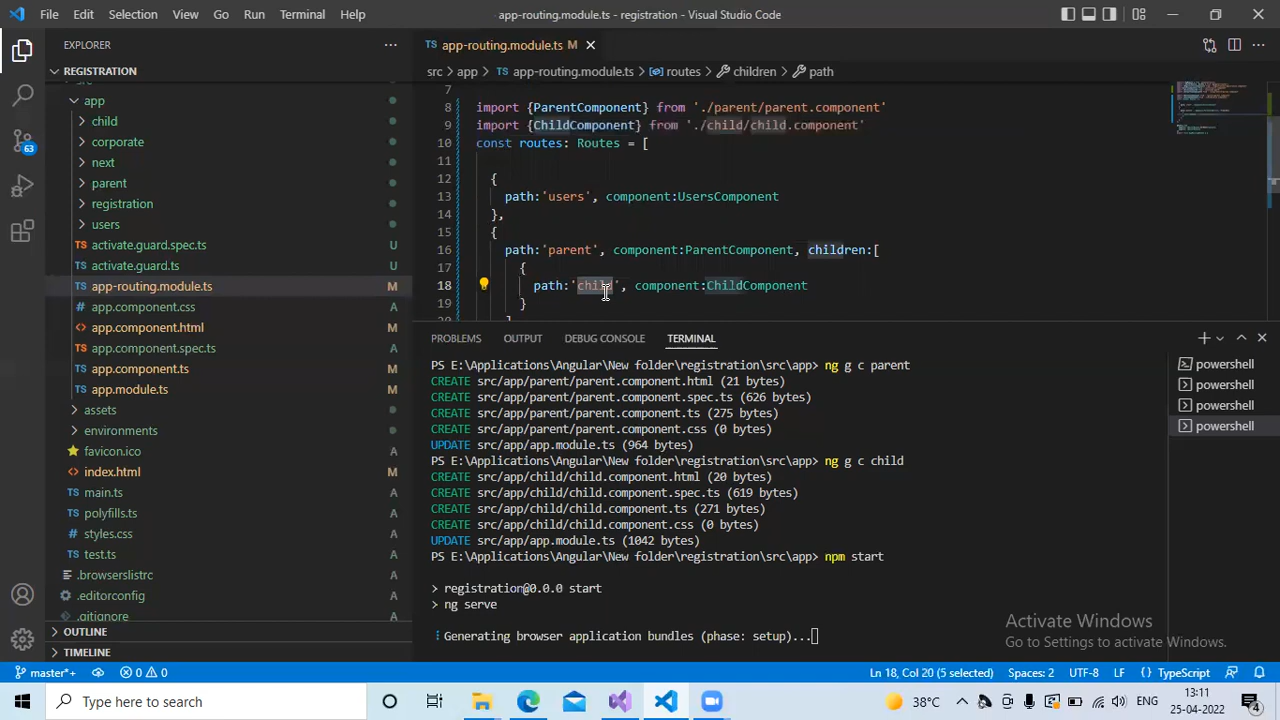 File Edit Selection View Go Run Terminal Help
app-routing.module.ts - registration - Visual Studio Code
EXPLORER
REGISTRATION
app
child
corporate
next
parent
registration
users
activate.guard.spec.ts U
activate.guard.ts U
app-routing.module.ts M
app.component.css A
app.component.html M
app.component.spec.ts A
app.component.ts M
app.module.ts M
assets
environments
favicon.ico A
index.html M
main.ts A
polyfills.ts A
styles.css A
test.ts A
.browserslistrc A
.editorconfig A
.gitignore A
OUTLINE
TIMELINE
63
app-routing.module.ts M
src > app > app-routing.module.ts > routes > children > path
7
8 import {ParentComponent} from './parent/parent.component'
9 import {ChildComponent} from './child/child.component'
10 const routes: Routes = [
11
12 {
13 path:'users', component:UsersComponent
14 },
15 {
16 path:'parent', component:ParentComponent, children:[
17 {
18 path:'child', component:ChildComponent
19 }
PROBLEMS OUTPUT DEBUG CONSOLE TERMINAL
PS E:\Applications\Angular\New folder\registration\src\app> ng g c parent
CREATE src/app/parent/parent.component.html (21 bytes)
CREATE src/app/parent/parent.component.spec.ts (626 bytes)
CREATE src/app/parent/parent.component.ts (275 bytes)
CREATE src/app/parent/parent.component.css (0 bytes)
UPDATE src/app/app.module.ts (964 bytes)
PS E:\Applications\Angular\New folder\registration\src\app> ng g c child
CREATE src/app/child/child.component.html (20 bytes)
CREATE src/app/child/child.component.spec.ts (619 bytes)
CREATE src/app/child/child.component.ts (271 bytes)
CREATE src/app/child/child.component.css (0 bytes)
UPDATE src/app/app.module.ts (1042 bytes)
PS E:\Applications\Angular\New folder\registration\src\app> npm start
> registration@0.0.0 start
> ng serve
Generating browser application bundles (phase: setup)...
powershell
powershell
powershell
powershell
Activate Windows
Go to Settings to activate Windows.
master*+ 0 0 Ln 18, Col 20 (5 selected) Spaces: 2 UTF-8 LF TypeScript
Type here to search
38°C ENG
13:11
25-04-2022
4